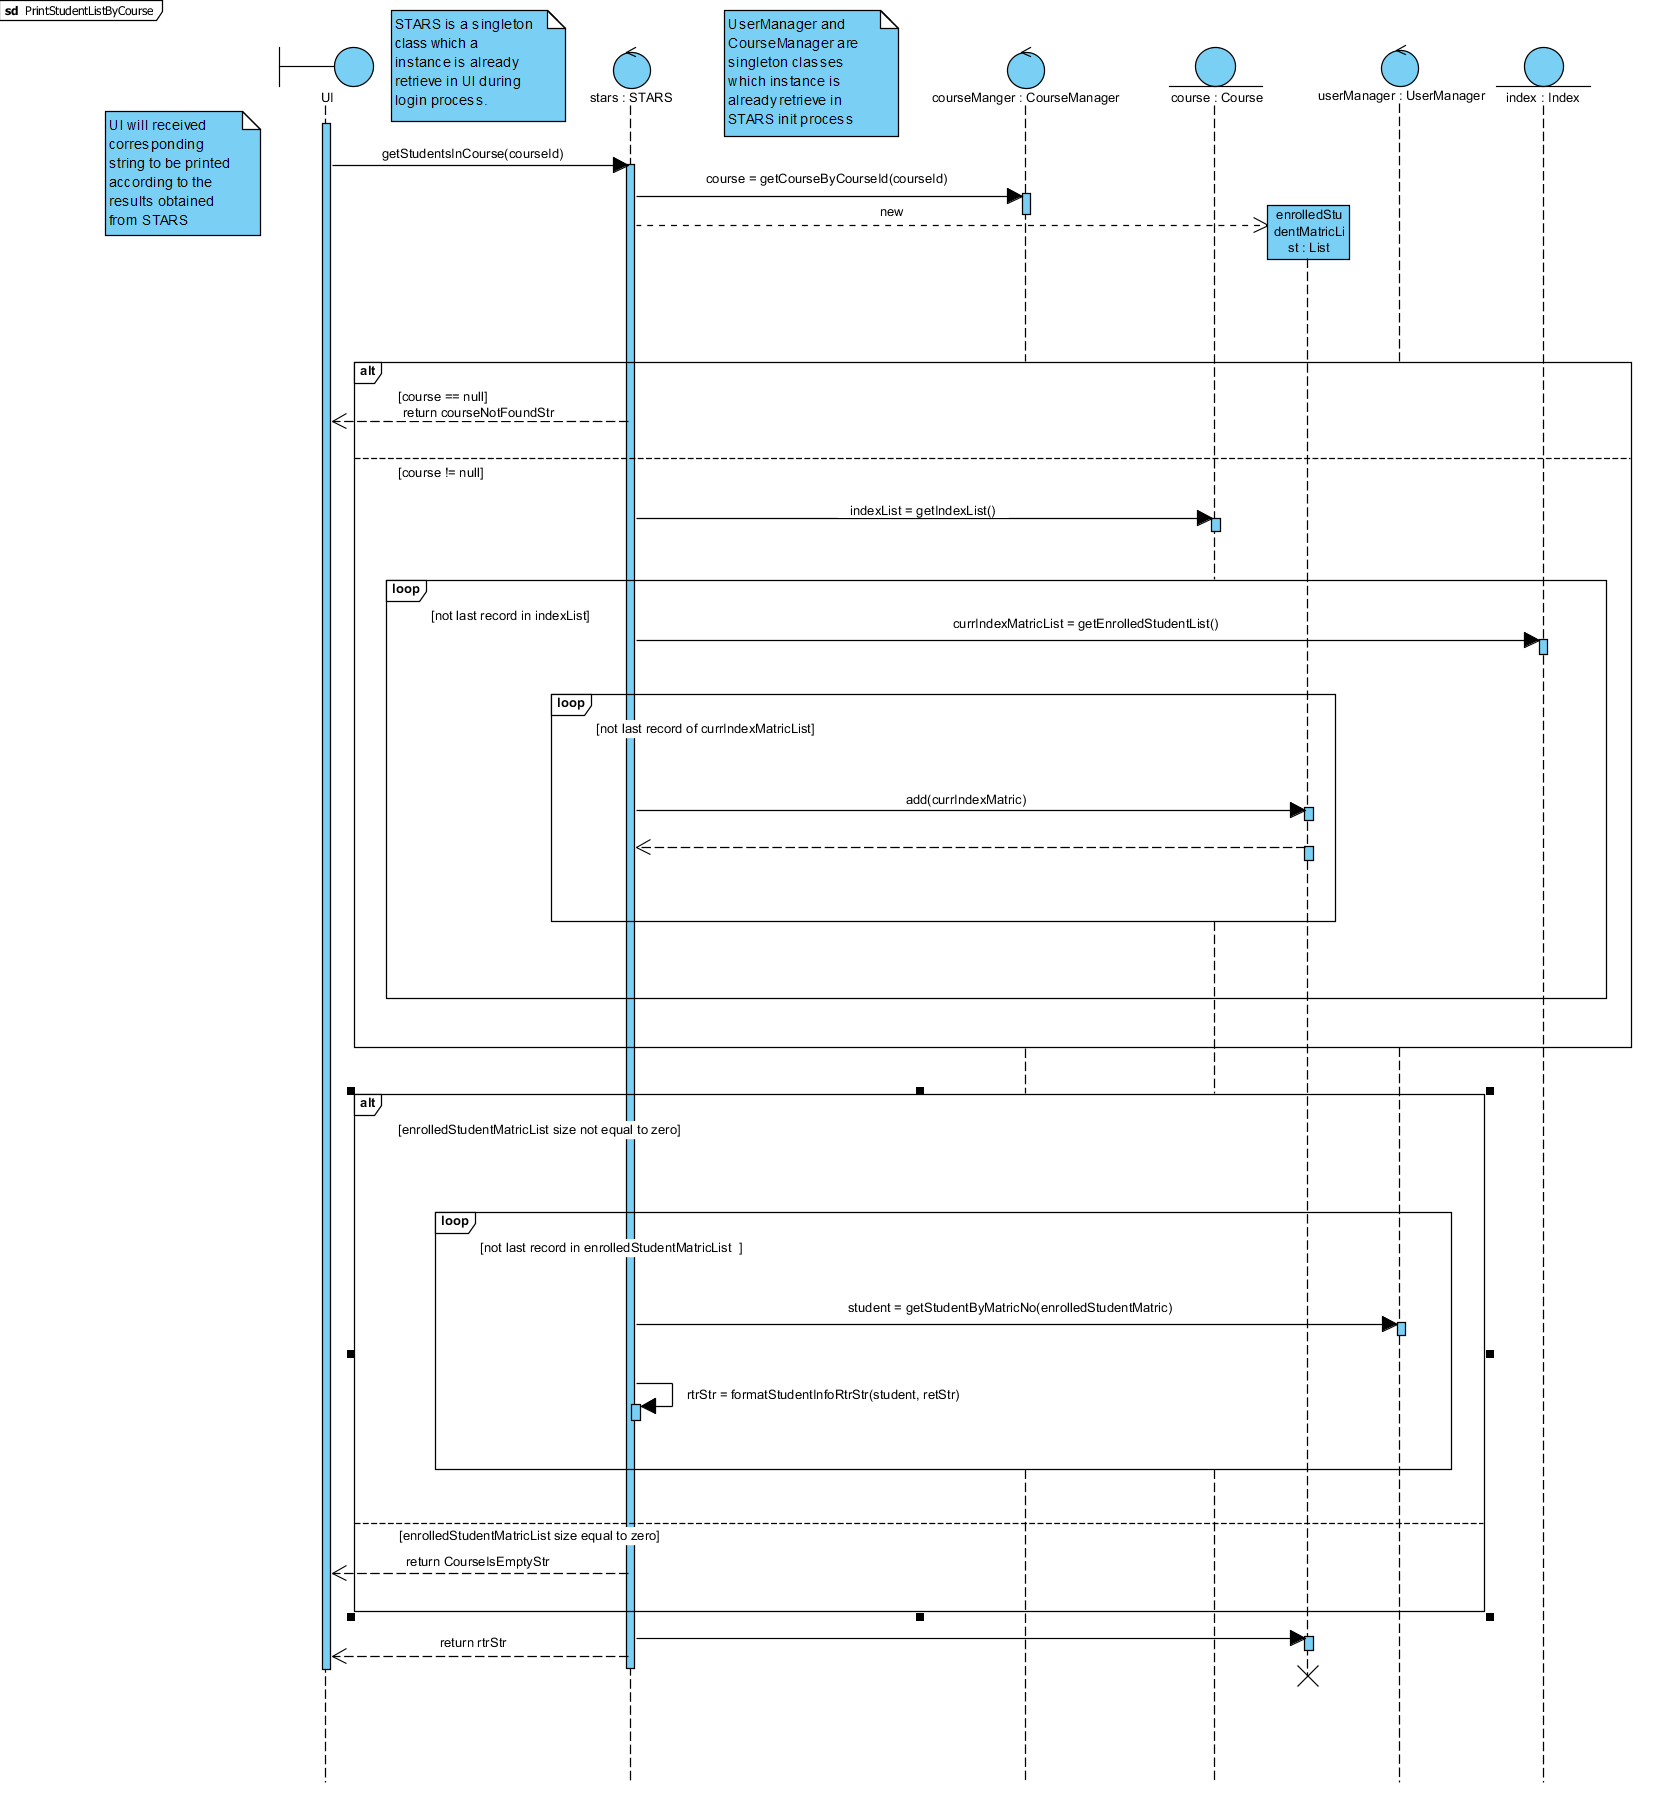 sd PrintStudentListByCourse
STARS is a singleton
class which a
instance is already
retrieve in UI during
login process.
UserManager and
CourseManager are
singleton classes
which instance is
already retrieve in
STARS init process
UI
stars : STARS
courseManger : CourseManager
course : Course
userManager : UserManager
index : Index
UI will received
corresponding
string to be printed
according to the
results obtained
from STARS
getStudentsInCourse(courseId)
course = getCourseByCourseId(courseId)
new
enrolledStu
dentMatricLi
st : List
alt
[course == null]
return courseNotFoundStr
[course != null]
indexList = getIndexList()
loop
[not last record in indexList]
currIndexMatricList = getEnrolledStudentList()
loop
[not last record of currIndexMatricList]
add(currIndexMatric)
alt
[enrolledStudentMatricList size not equal to zero]
loop
[not last record in enrolledStudentMatricList ]
student = getStudentByMatricNo(enrolledStudentMatric)
rtrStr = formatStudentInfoRtrStr(student, retStr)
[enrolledStudentMatricList size equal to zero]
return CourseIsEmptyStr
return rtrStr